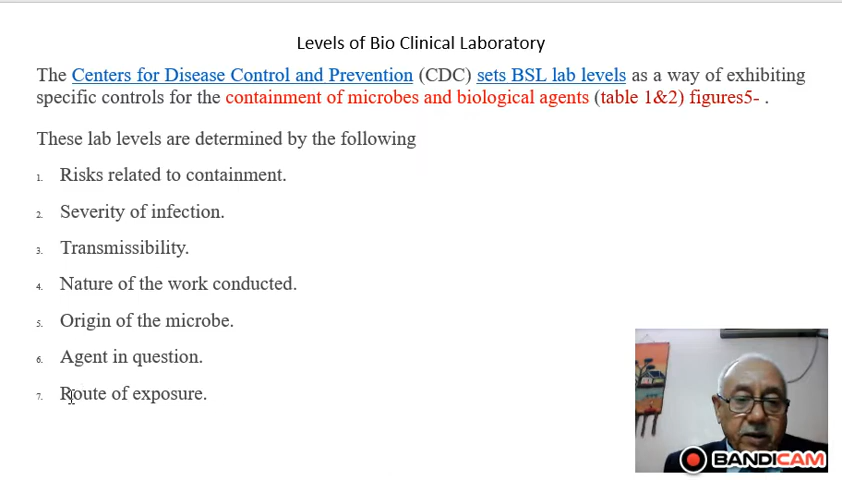 Levels of Bio Clinical Laboratory
The Centers for Disease Control and Prevention (CDC) sets BSL lab levels as a way of exhibiting
specific controls for the containment of microbes and biological agents (table 1&2) figures5- .
These lab levels are determined by the following
1. Risks related to containment.
2. Severity of infection.
3. Transmissibility.
4. Nature of the work conducted.
5. Origin of the microbe.
6. Agent in question.
7. Route of exposure.
BANDICAM